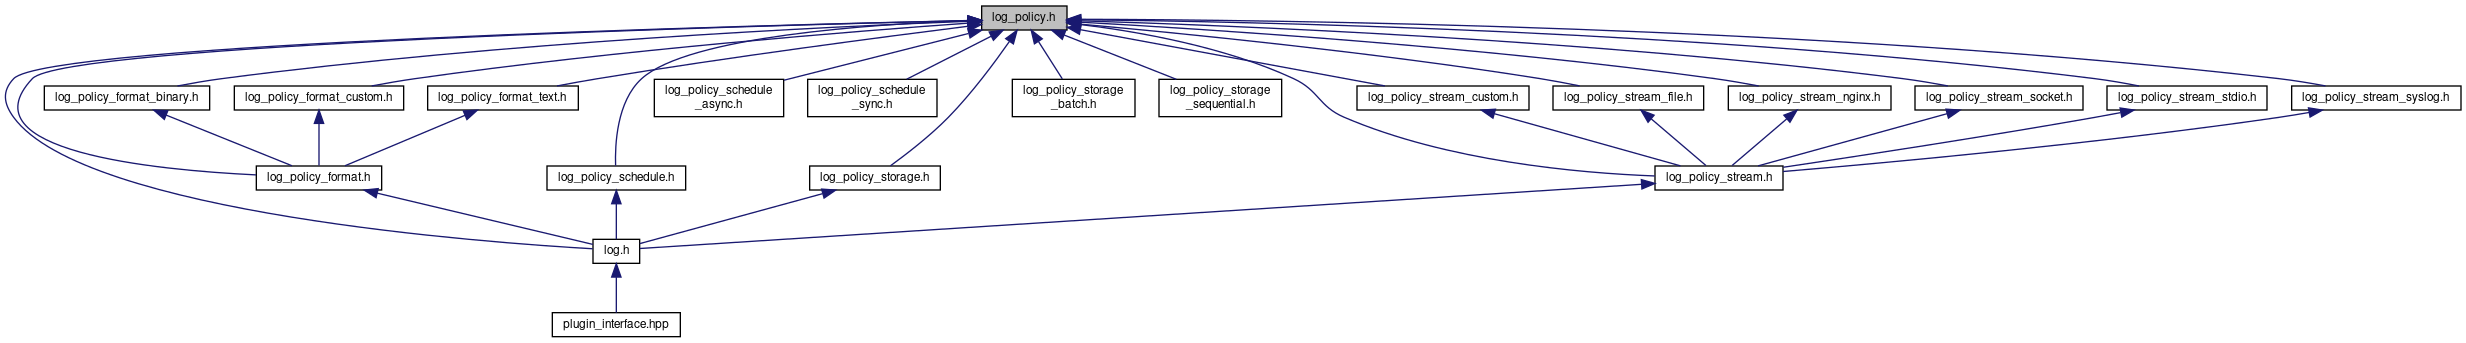 log_policy.h
log_policy_format_binary.h
log_policy_format_custom.h
log_policy_format_text.h
log_policy_schedule
_async.h
log_policy_schedule
_sync.h
log_policy_storage
_batch.h
log_policy_storage
_sequential.h
log_policy_stream_custom.h
log_policy_stream_file.h
log_policy_stream_nginx.h
log_policy_stream_socket.h
log_policy_stream_stdio.h
log_policy_stream_syslog.h
log_policy_format.h
log_policy_schedule.h
log_policy_storage.h
log_policy_stream.h
log.h
plugin_interface.hpp